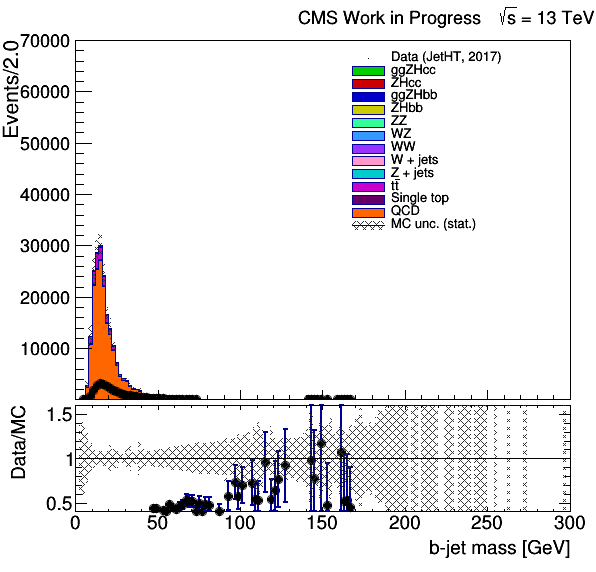 CMS Work in Progress √s = 13 TeV
Events/2.0
70000
60000
50000
40000
30000
20000
10000
Data (JetHT, 2017)
ggZHcc
ZHcc
ggZHbb
ZHbb
ZZ
WZ
WW
W + jets
Z + jets
tt̄
Single top
QCD
MC unc. (stat.)
Data/MC
1.5
1
0.5
0 50 100 150 200 250 300
b-jet mass [GeV]